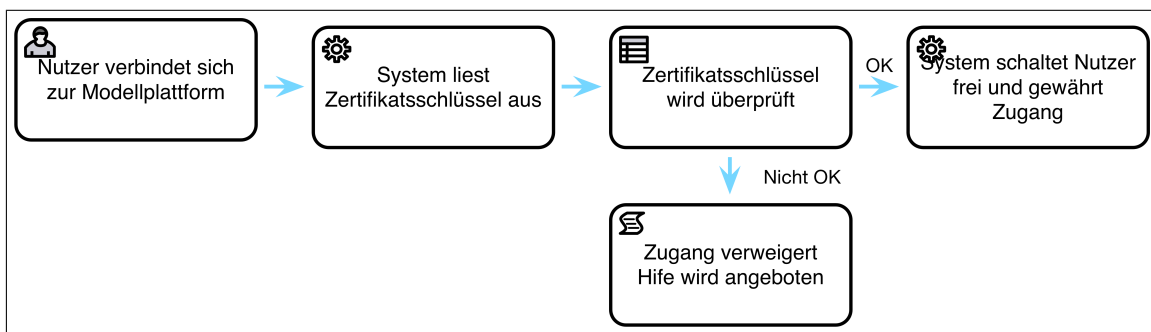 Nutzer verbindet sich
zur Modellplattform
System liest
Zertifikatsschlüssel aus
Zertifikatsschlüssel
wird überprüft
OK
System schaltet Nutzer
frei und gewährt
Zugang
Nicht OK
Zugang verweigert
Hife wird angeboten